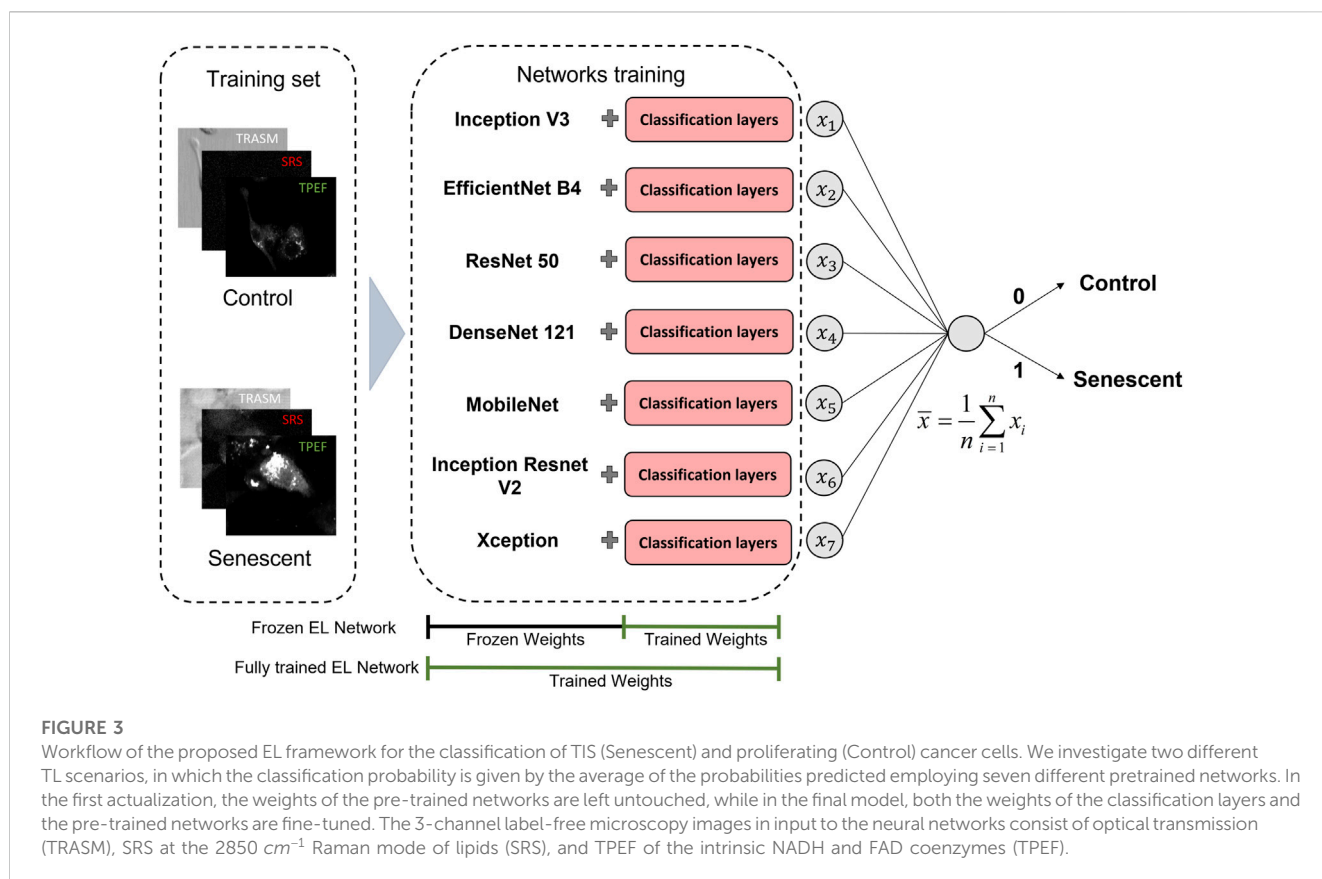 Training set
TRASM
SRS
TPEF
Control
TRASM
SRS
TPEF
Senescent
Networks training
Inception V3 + Classification layers x₁
EfficientNet B4 + Classification layers x₂
ResNet 50 + Classification layers x₃
DenseNet 121 + Classification layers x₄
MobileNet + Classification layers x₅
Inception Resnet
V2 + Classification layers x₆
Xception + Classification layers x₇
0 Control
1 Senescent
x̅ = 1/n ∑ⁿᵢ₌₁ xᵢ
Frozen EL Network Frozen Weights Trained Weights
Fully trained EL Network Trained Weights
FIGURE 3
Workflow of the proposed EL framework for the classification of TIS (Senescent) and proliferating (Control) cancer cells. We investigate two different
TL scenarios, in which the classification probability is given by the average of the probabilities predicted employing seven different pretrained networks. In
the first actualization, the weights of the pre-trained networks are left untouched, while in the final model, both the weights of the classification layers and
the pre-trained networks are fine-tuned. The 3-channel label-free microscopy images in input to the neural networks consist of optical transmission
(TRASM), SRS at the 2850 cm⁻¹ Raman mode of lipids (SRS), and TPEF of the intrinsic NADH and FAD coenzymes (TPEF).